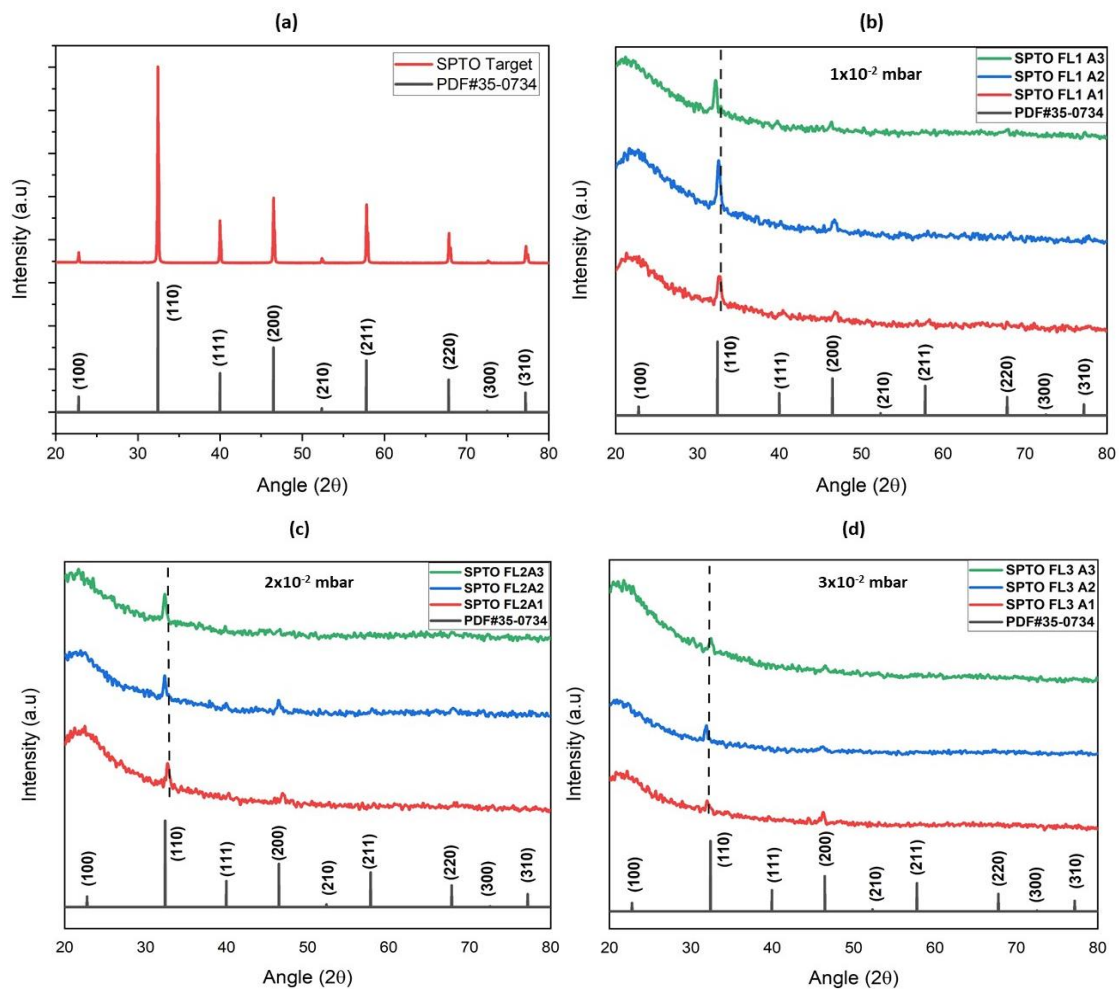 (a)
SPTO Target
PDF#35-0734
Intensity (a.u)
(100)
(110)
(111)
(200)
(210)
(211)
(220)
(300)
(310)
20 30 40 50 60 70 80
Angle (2θ)
(b)
1x10⁻² mbar
SPTO FL1 A3
SPTO FL1 A2
SPTO FL1 A1
PDF#35-0734
Intensity (a.u)
(100)
(110)
(111)
(200)
(210)
(211)
(220)
(300)
(310)
20 30 40 50 60 70 80
Angle (2θ)
(c)
2x10⁻² mbar
SPTO FL2A3
SPTO FL2A2
SPTO FL2A1
PDF#35-0734
Intensity (a.u)
(100)
(110)
(111)
(200)
(210)
(211)
(220)
(300)
(310)
20 30 40 50 60 70 80
Angle (2θ)
(d)
3x10⁻² mbar
SPTO FL3 A3
SPTO FL3 A2
SPTO FL3 A1
PDF#35-0734
Intensity (a.u)
(100)
(110)
(111)
(200)
(210)
(211)
(220)
(300)
(310)
20 30 40 50 60 70 80
Angle (2θ)